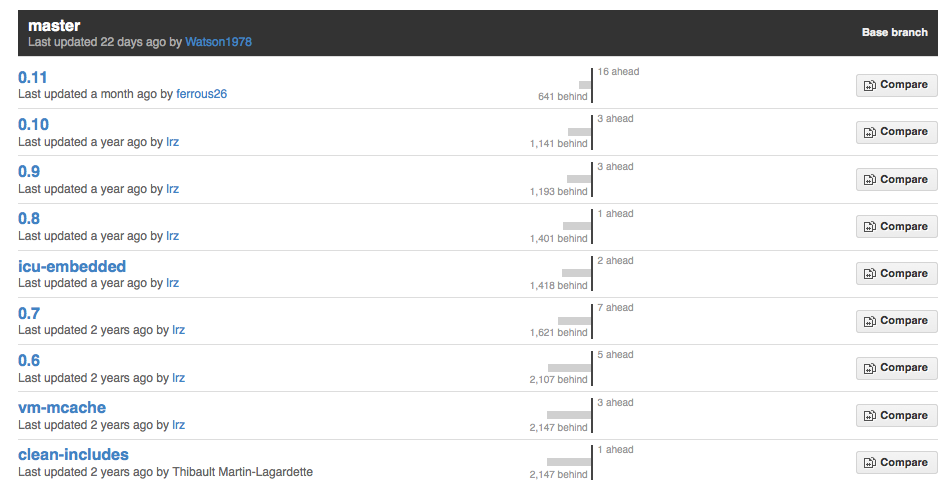 master
Last updated 22 days ago by Watson1978
Base branch
0.11
Last updated a month ago by ferrous26
16 ahead
641 behind
Compare
0.10
Last updated a year ago by lrz
3 ahead
1,141 behind
Compare
0.9
Last updated a year ago by lrz
3 ahead
1,193 behind
Compare
0.8
Last updated a year ago by lrz
1 ahead
1,401 behind
Compare
icu-embedded
Last updated a year ago by lrz
2 ahead
1,418 behind
Compare
0.7
Last updated 2 years ago by lrz
7 ahead
1,621 behind
Compare
0.6
Last updated 2 years ago by lrz
5 ahead
2,107 behind
Compare
vm-mcache
Last updated 2 years ago by lrz
3 ahead
2,147 behind
Compare
clean-includes
Last updated 2 years ago by Thibault Martin-Lagardette
1 ahead
2,147 behind
Compare